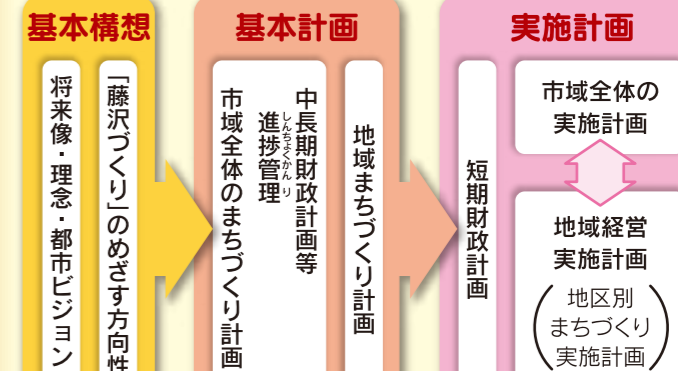 基本構想
将来像・理念・都市ビジョン
「藤沢づくり」のめざす方向性
基本計画
市域全体のまちづくり計画
中長期財政計画等
進捗管理
しんちょくかんり
地域まちづくり計画
実施計画
短期財政計画
市域全体の
実施計画
地域経営
実施計画
(地区別
まちづくり
実施計画)